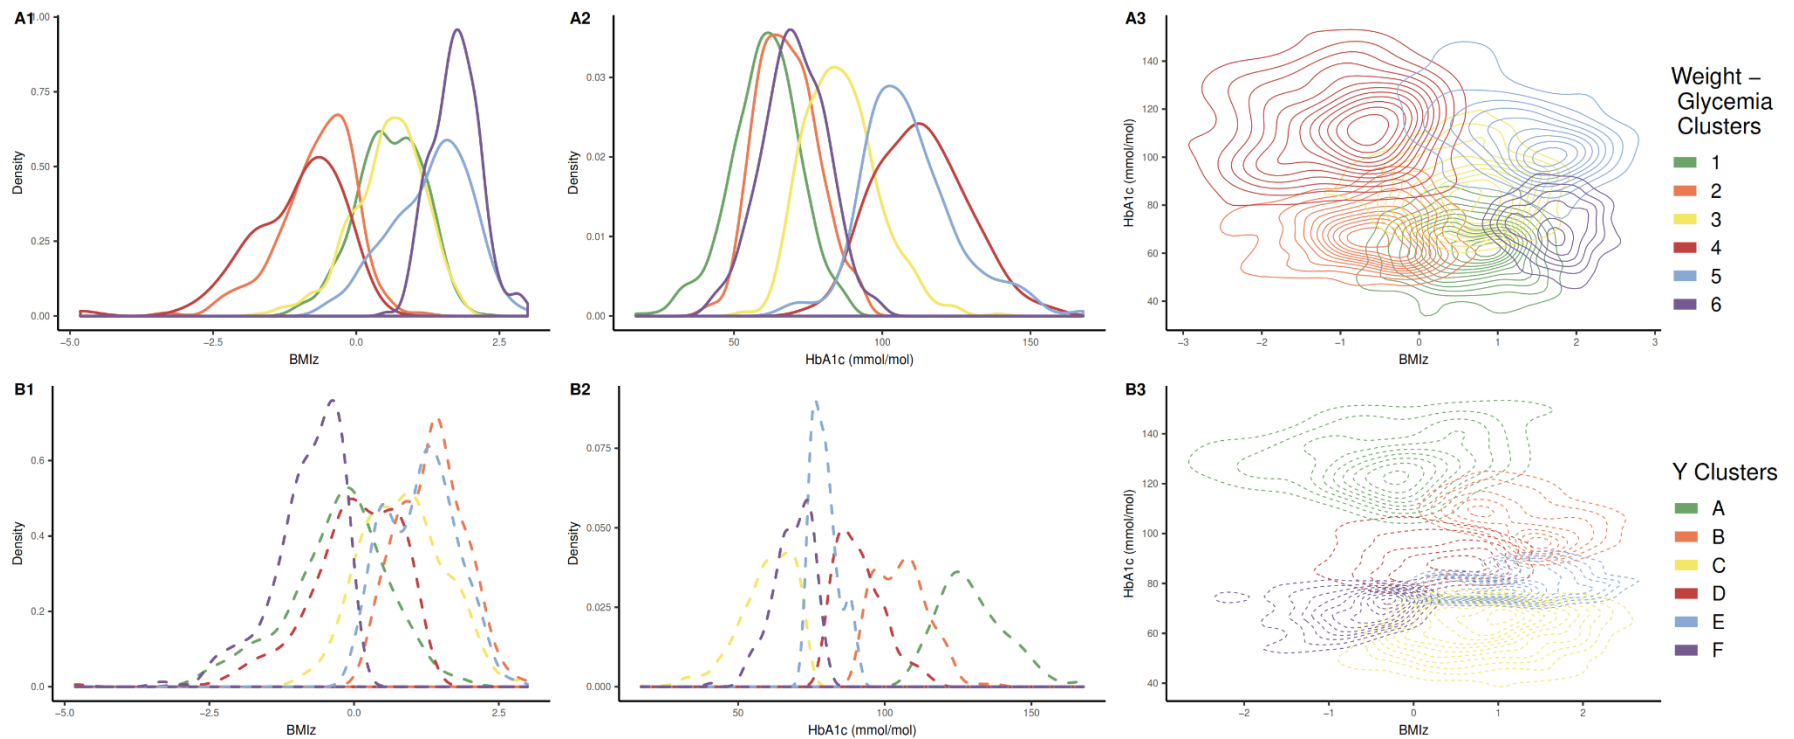 A1
1.00
0.75
0.50
0.25
0.00
Density
−5.0 −2.5 0.0 2.5
BMIz
A2
0.03
0.02
0.01
0.00
Density
50 100 150
HbA1c (mmol/mol)
A3
140
120
100
80
60
40
HbA1c (mmol/mol)
−3 −2 −1 0 1 2 3
BMIz
Weight −
Glycemia
Clusters
1
2
3
4
5
6
B1
0.6
0.4
0.2
0.0
Density
−5.0 −2.5 0.0 2.5
BMIz
B2
0.075
0.050
0.025
0.000
Density
50 100 150
HbA1c (mmol/mol)
B3
140
120
100
80
60
40
HbA1c (mmol/mol)
−2 −1 0 1 2
BMIz
Y Clusters
A
B
C
D
E
F